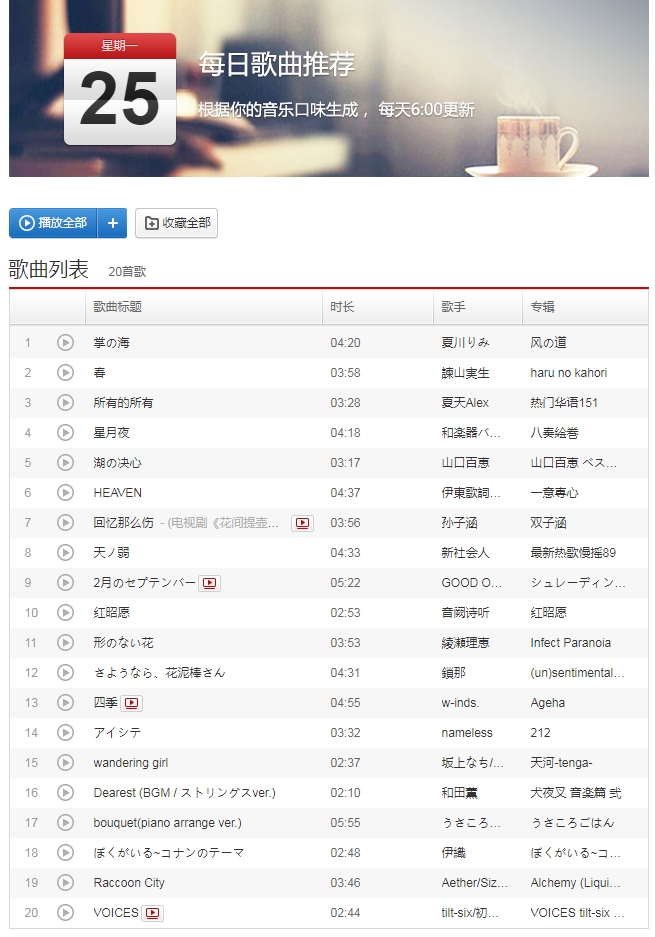 星期一
25
每日歌曲推荐
根据你的音乐口味生成，每天6:00更新
播放全部 +
收藏全部
歌曲列表 20首歌
歌曲标题 时长 歌手 专辑
1 掌の海 04:20 夏川りみ 风の道
2 春 03:58 諫山実生 haru no kahori
3 所有的所有 03:28 夏天Alex 热门华语151
4 星月夜 04:18 和楽器バ... 八奏絵巻
5 湖の决心 03:17 山口百恵 山口百恵 ベス...
6 HEAVEN 04:37 伊東歌詞... 一意専心
7 回忆那么伤 - (电视剧《花间提壶... 03:56 孙子涵 双子涵
8 天ノ弱 04:33 新社会人 最新热歌慢摇89
9 2月のセプテンバー 05:22 GOOD O... シュレーディン...
10 红昭愿 02:53 音阙诗听 红昭愿
11 形のない花 03:53 綾瀬理恵 Infect Paranoia
12 さようなら、花泥棒さん 04:31 鎖那 (un)sentimental...
13 四季 04:55 w-inds. Ageha
14 アイシテ 03:32 nameless 212
15 wandering girl 02:37 坂上なち/... 天河-tenga-
16 Dearest (BGM / ストリングスver.) 02:10 和田薫 犬夜叉 音楽篇 弐
17 bouquet(piano arrange ver.) 05:55 うさころ... うさころごはん
18 ぼくがいる~コナンのテーマ 02:48 伊織 ぼくがいる~コ...
19 Raccoon City 03:46 Aether/Siz... Alchemy (Liqui...
20 VOICES 02:44 tilt-six/初... VOICES tilt-six ...